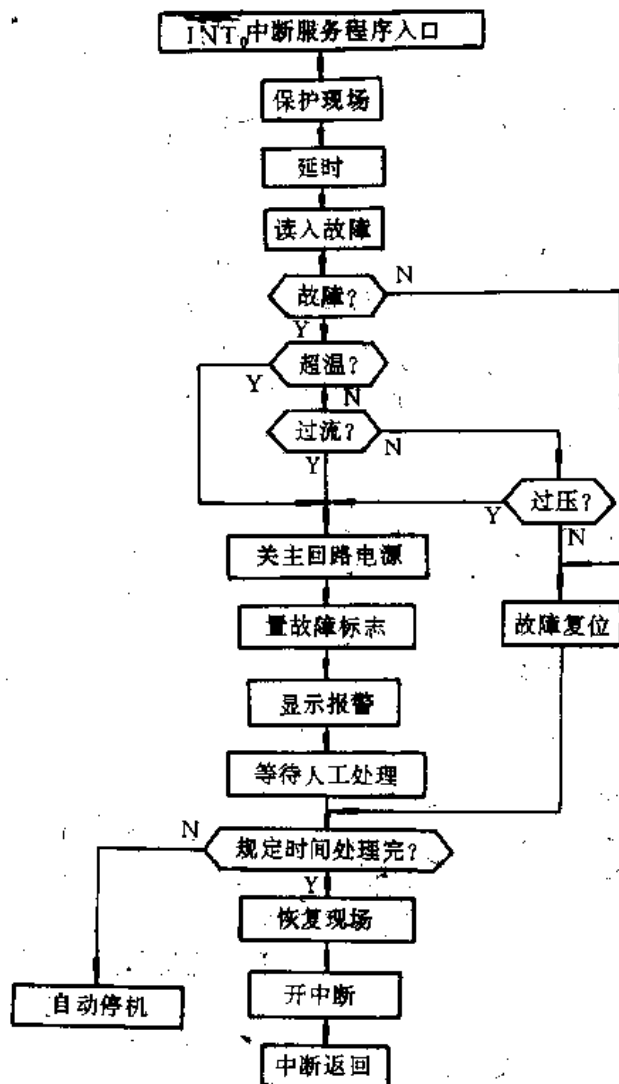 INT₀中断服务程序入口
保护现场
延时
读入故障
故障?
N
Y
超温?
Y
N
过流?
N
Y
过压?
Y
N
关主回路电源
置故障标志
故障复位
显示报警
等待人工处理
N
规定时间处理完?
Y
恢复现场
自动停机
开中断
中断返回